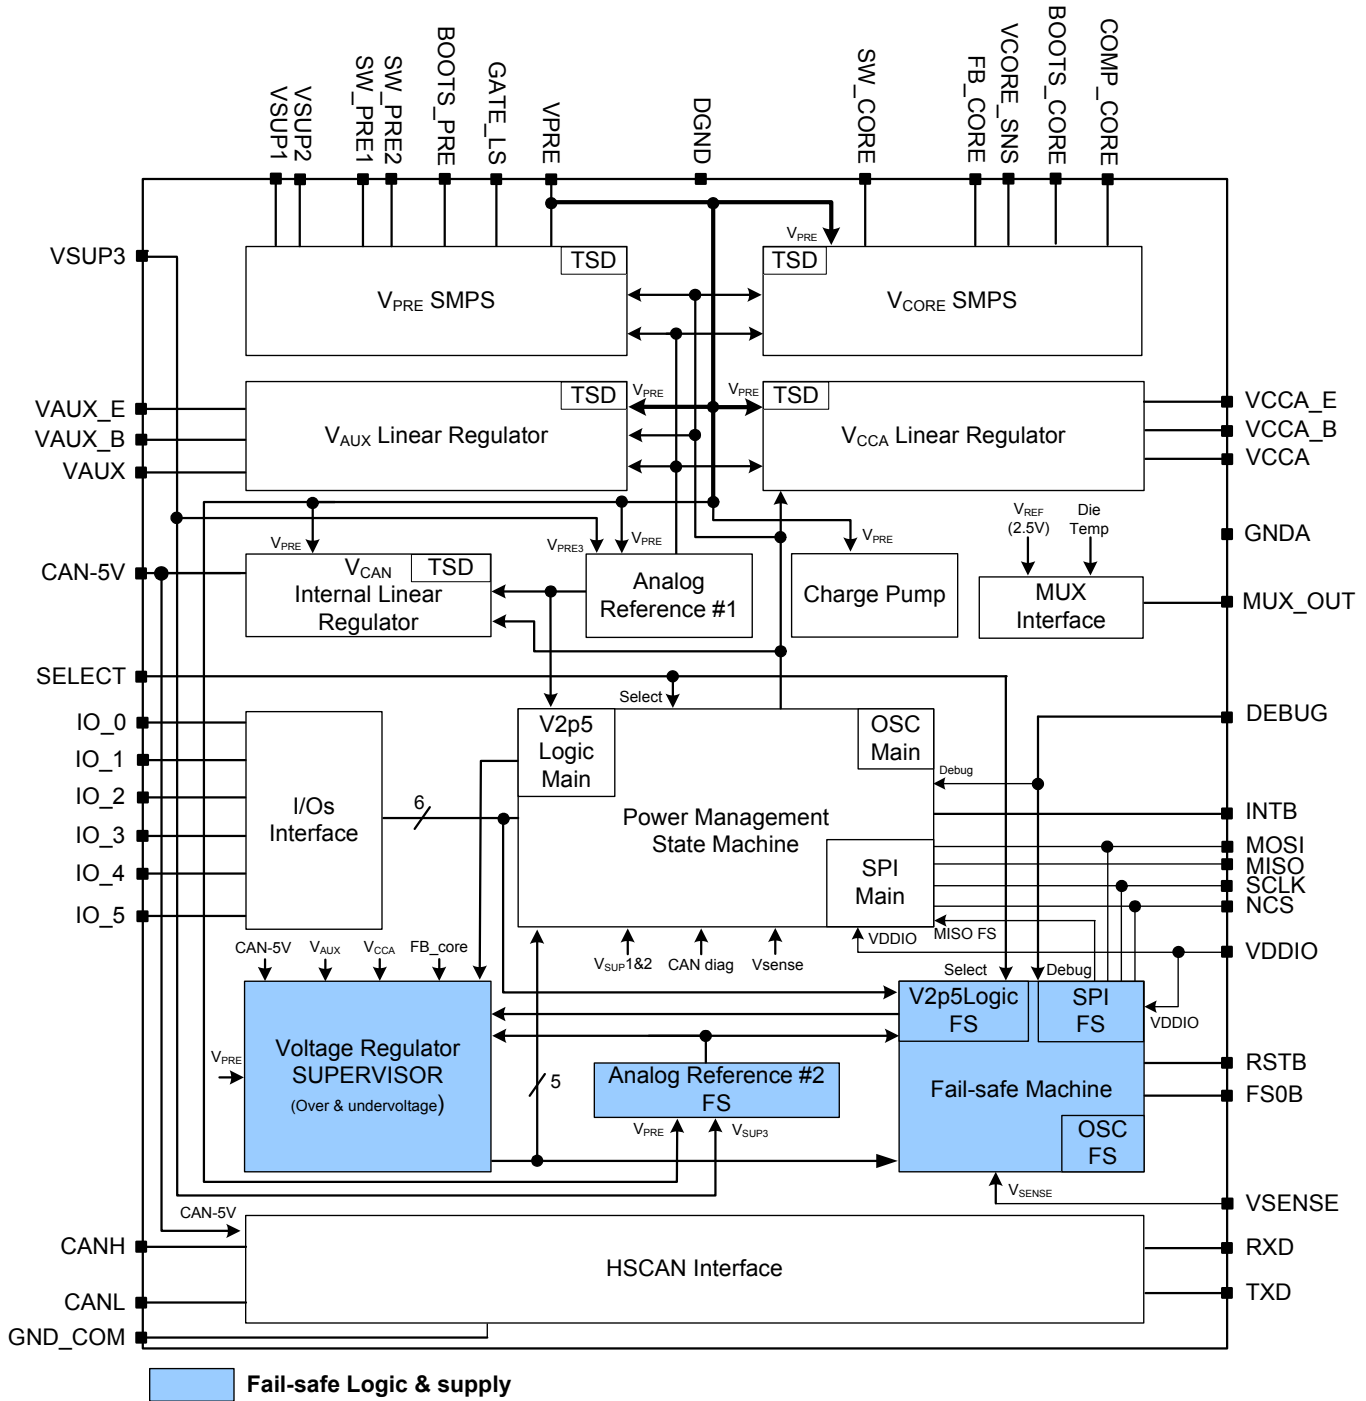 VSUP1
VSUP2
SW_PRE1
SW_PRE2
BOOTS_PRE
GATE_LS
VPRE
DGND
SW_CORE
FB_CORE
VCORE_SNS
BOOTS_CORE
COMP_CORE
VSUP3
TSD
VPRE SMPS
VPRE
TSD
VCORE SMPS
VAUX_E
VAUX_B
VAUX
TSD
VAUX Linear Regulator
VPRE
VPRE
TSD
VCCA Linear Regulator
VCCA_E
VCCA_B
VCCA
GNDA
VPRE
VPRE3
VPRE
VPRE
VREF
(2.5V)
Die
Temp
CAN-5V
VCAN
TSD
Internal Linear
Regulator
Analog
Reference #1
Charge Pump
MUX
Interface
MUX_OUT
SELECT
Select
IO_0
IO_1
IO_2
IO_3
IO_4
IO_5
I/Os
Interface
6
V2p5
Logic
Main
OSC
Main
Power Management
State Machine
SPI
Main
Debug
DEBUG
INTB
MOSI
MISO
SCLK
NCS
VDDIO
VDDIO
MISO FS
CAN-5V
VAUX
VCCA
FB_core
VSUP1&2
CAN diag
Vsense
Select
Debug
VDDIO
VPRE
Voltage Regulator
SUPERVISOR
(Over & undervoltage)
5
Analog Reference #2
FS
VPRE
VSUP3
V2p5Logic
FS
SPI
FS
Fail-safe Machine
OSC
FS
RSTB
FS0B
VSENSE
VSENSE
CAN-5V
HSCAN Interface
CANH
CANL
GND_COM
RXD
TXD
Fail-safe Logic & supply